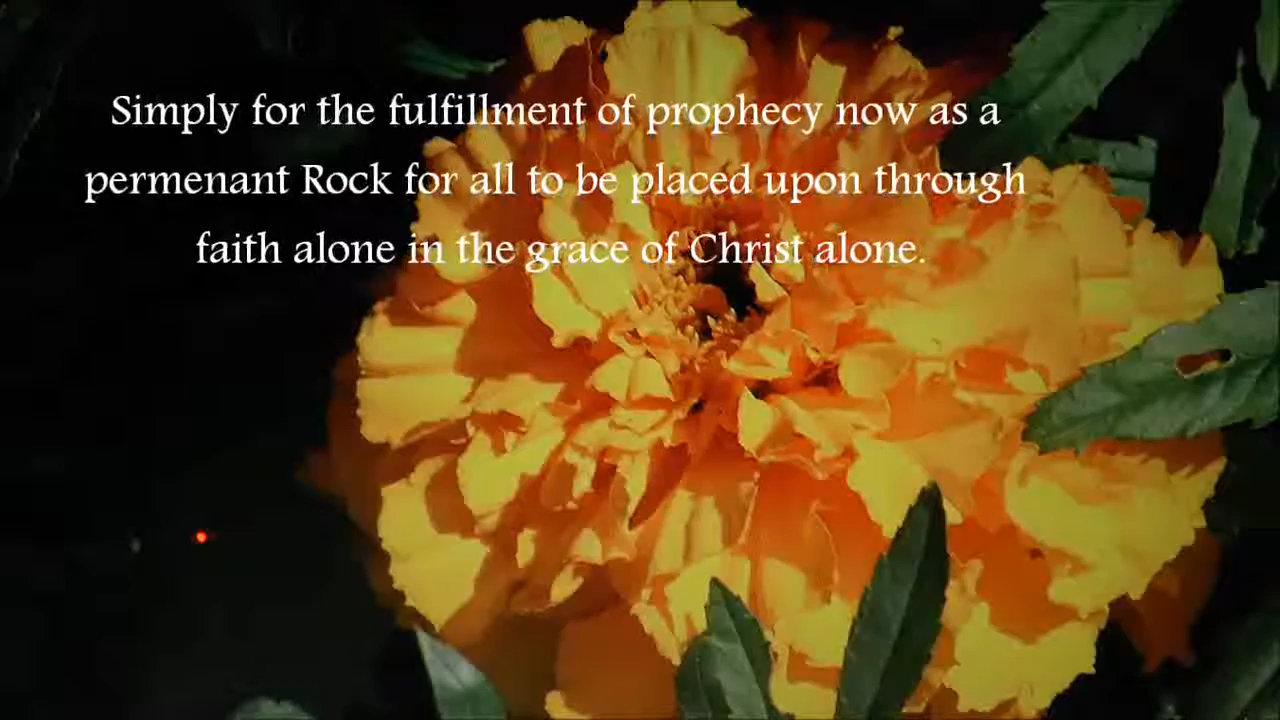 Simply for the fulfillment of prophecy now as a
permenant Rock for all to be placed upon through
faith alone in the grace of Christ alone.